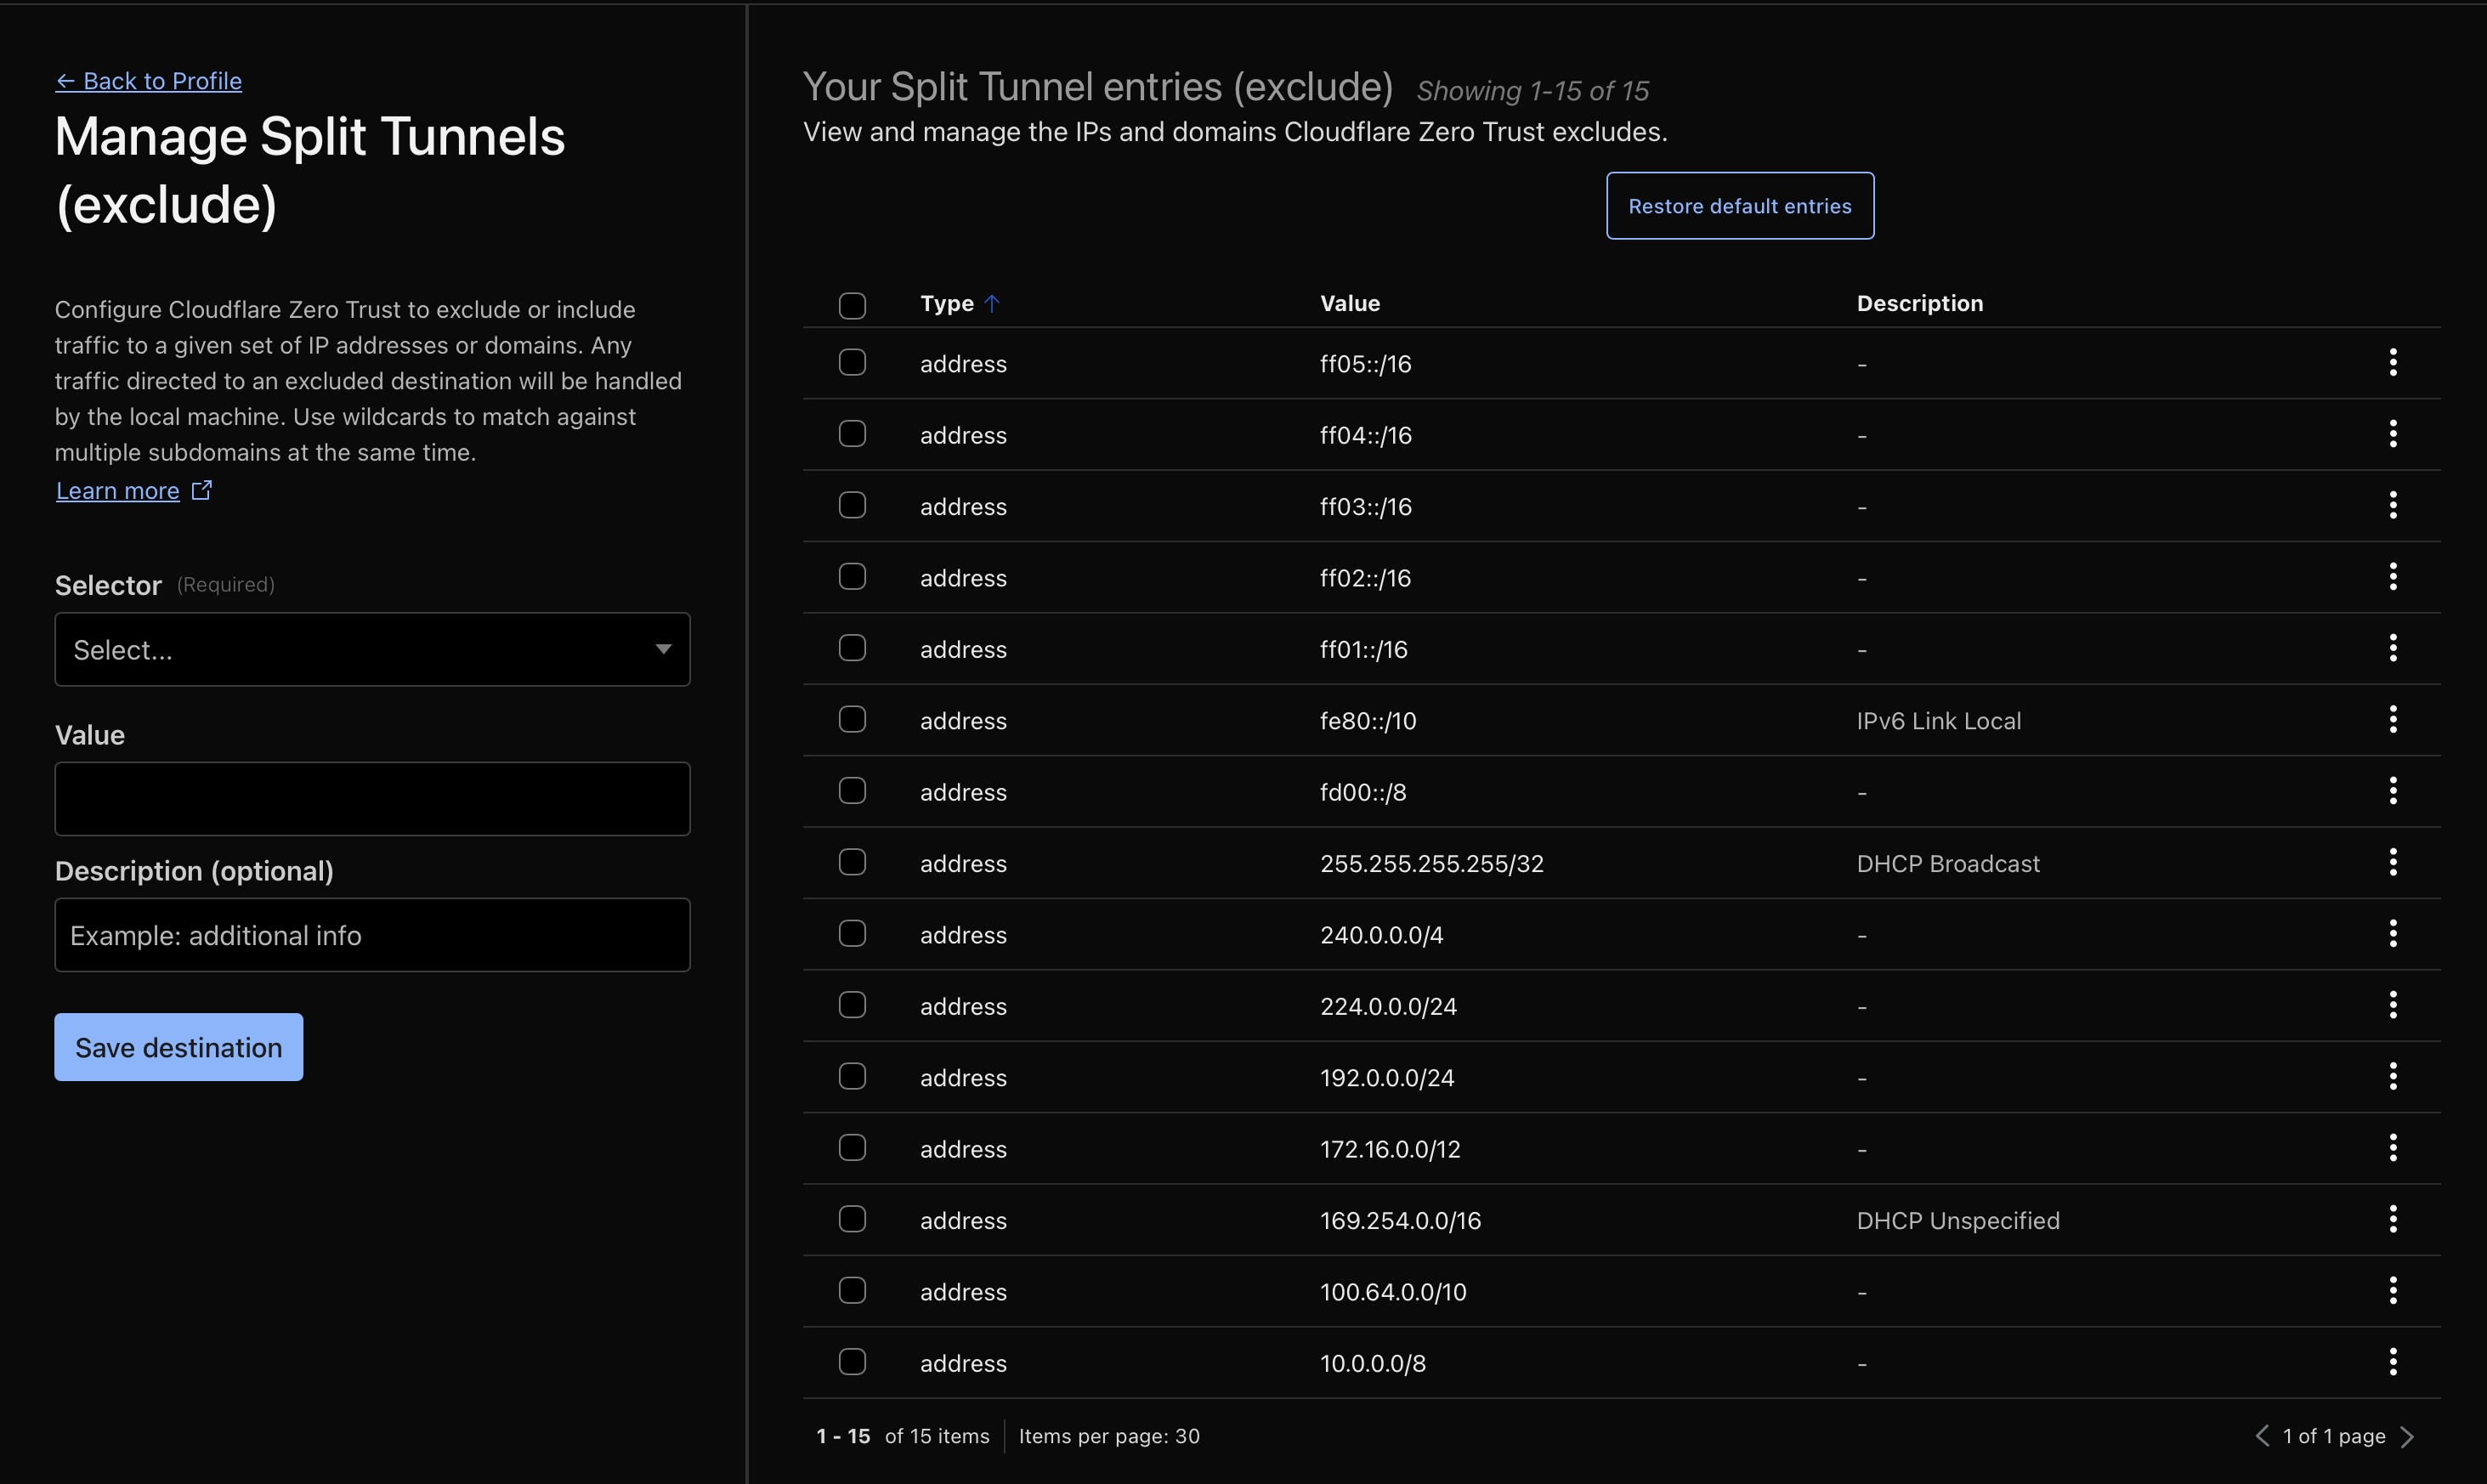 ← Back to Profile
Manage Split Tunnels
(exclude)
Configure Cloudflare Zero Trust to exclude or include
traffic to a given set of IP addresses or domains. Any
traffic directed to an excluded destination will be handled
by the local machine. Use wildcards to match against
multiple subdomains at the same time.
Learn more
Selector (Required)
Select...
Value
Description (optional)
Example: additional info
Save destination
Your Split Tunnel entries (exclude) Showing 1-15 of 15
View and manage the IPs and domains Cloudflare Zero Trust excludes.
Restore default entries
Type ↑ Value Description
address ff05::/16 -
address ff04::/16 -
address ff03::/16 -
address ff02::/16 -
address ff01::/16 -
address fe80::/10 IPv6 Link Local
address fd00::/8 -
address 255.255.255.255/32 DHCP Broadcast
address 240.0.0.0/4 -
address 224.0.0.0/24 -
address 192.0.0.0/24 -
address 172.16.0.0/12 -
address 169.254.0.0/16 DHCP Unspecified
address 100.64.0.0/10 -
address 10.0.0.0/8 -
1 - 15 of 15 items Items per page: 30 1 of 1 page